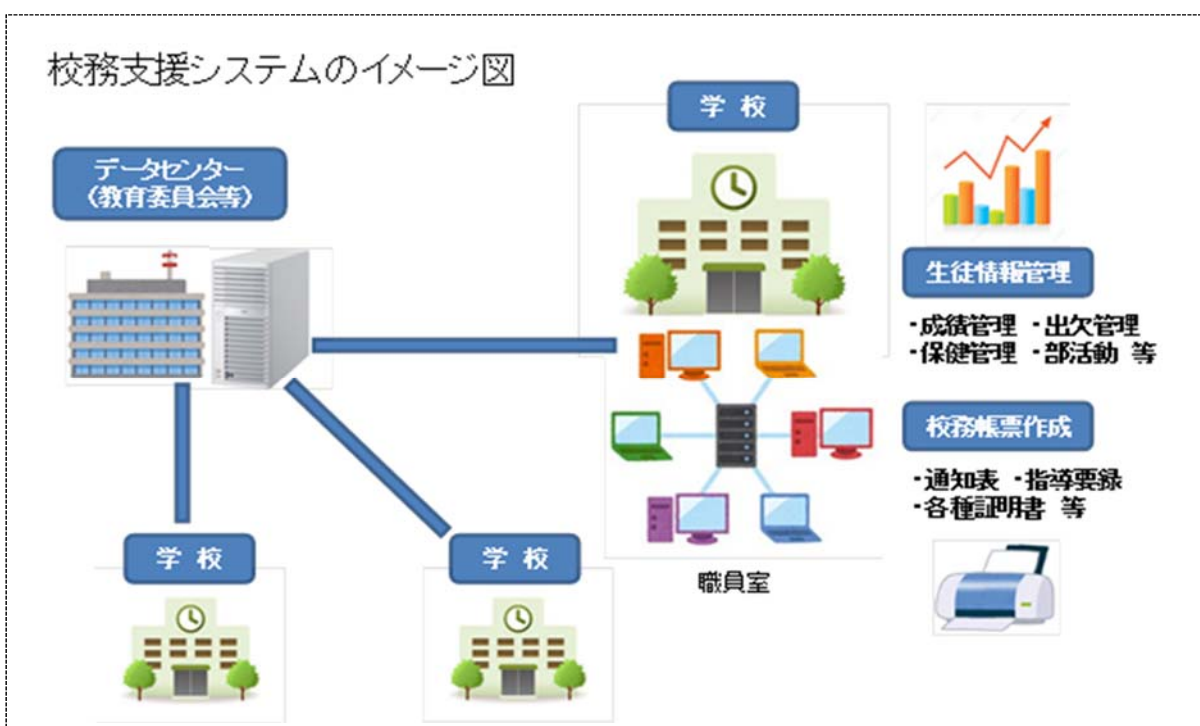 校務支援システムのイメージ図
データセンター
（教育委員会等）
学 校
生徒情報管理
・成績管理 ・出欠管理
・保健管理 ・部活動 等
校務帳票作成
・通知表 ・指導要録
・各種証明書 等
職員室
学 校
学 校